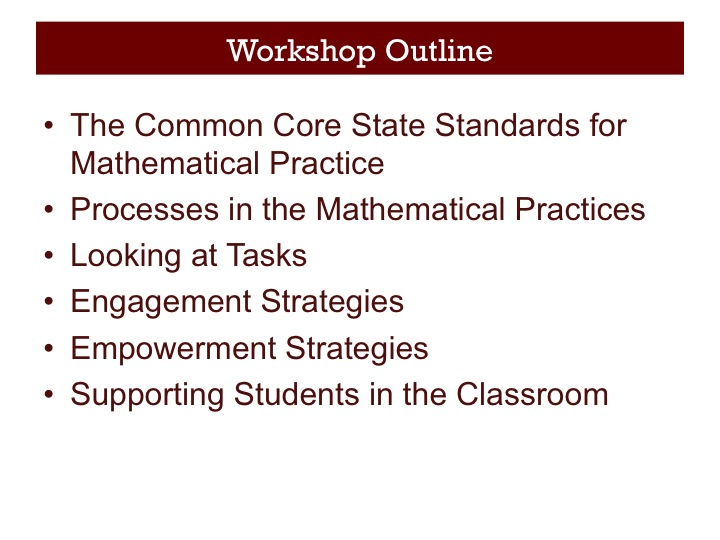 Workshop Outline
• The Common Core State Standards for
Mathematical Practice
• Processes in the Mathematical Practices
• Looking at Tasks
• Engagement Strategies
• Empowerment Strategies
• Supporting Students in the Classroom